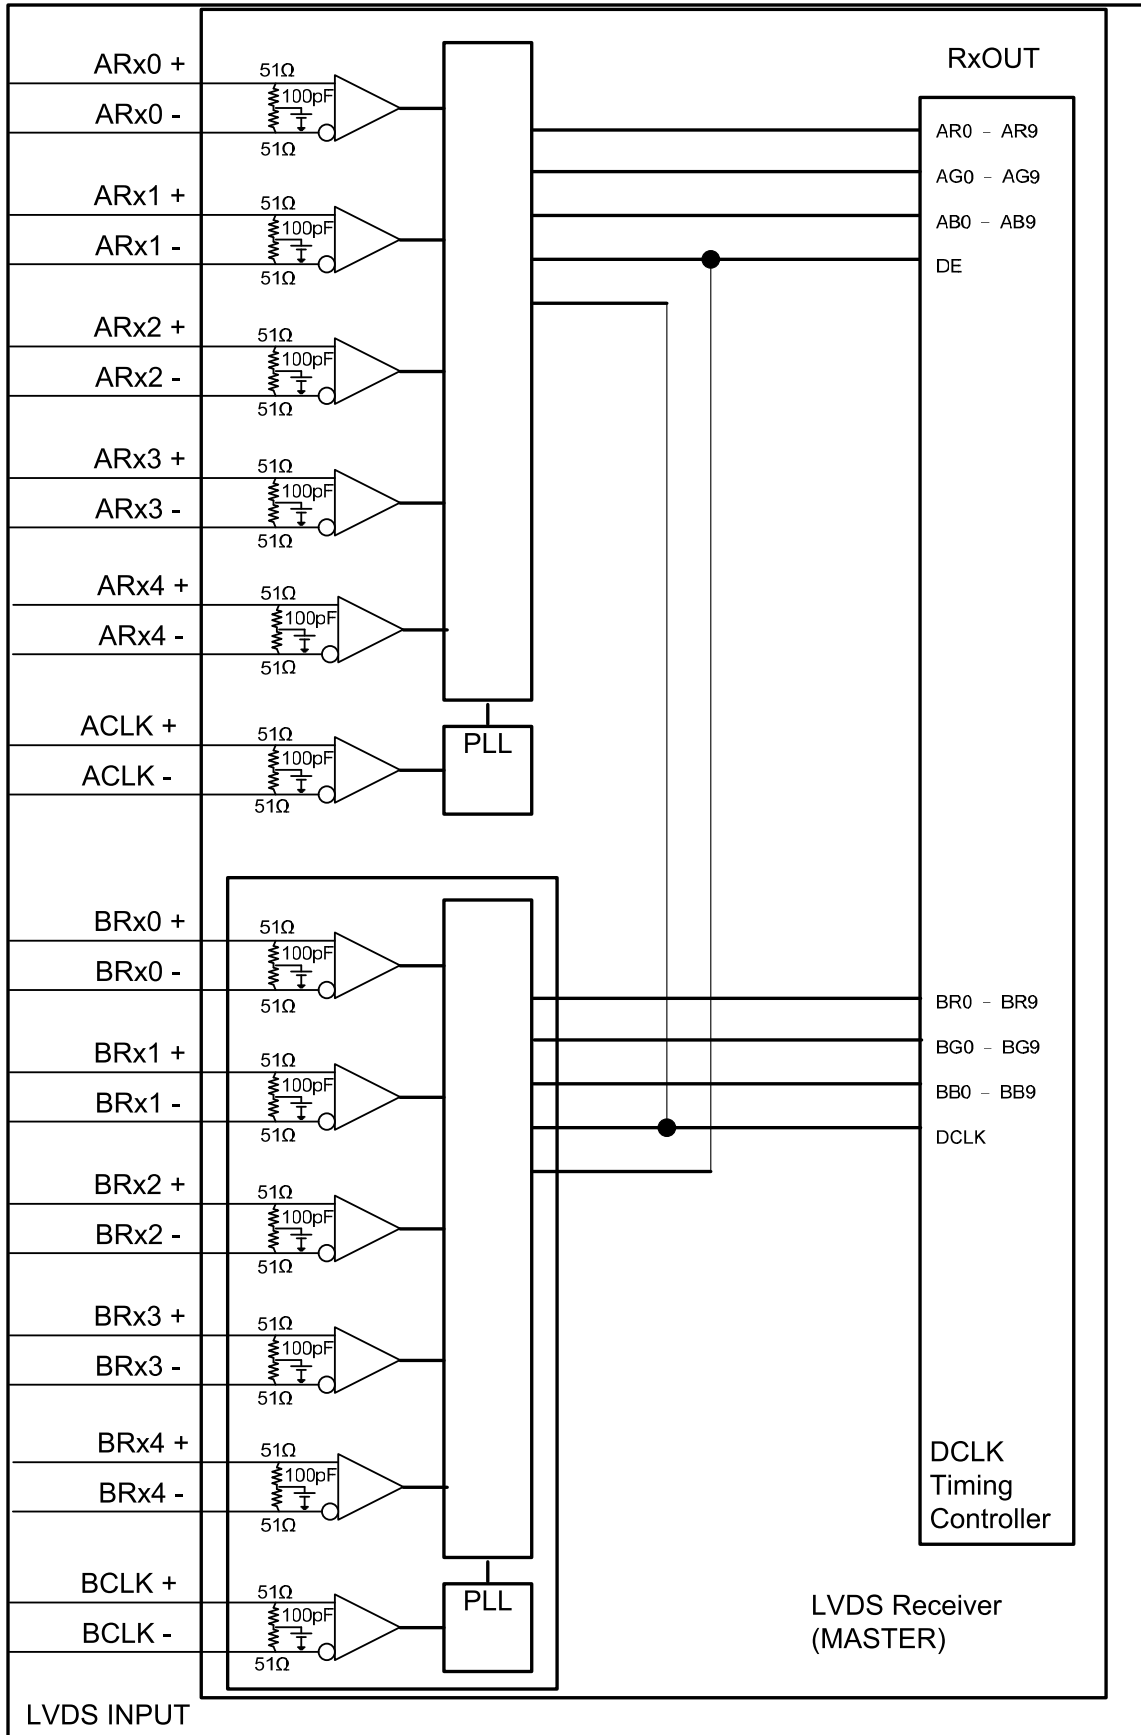 RxOUT
ARx0 +
51Ω
100pF
ARx0 -
51Ω
AR0 - AR9
AG0 - AG9
ARx1 +
51Ω
100pF
AB0 - AB9
ARx1 -
51Ω
DE
ARx2 +
51Ω
100pF
ARx2 -
51Ω
ARx3 +
51Ω
100pF
ARx3 -
51Ω
ARx4 +
51Ω
100pF
ARx4 -
51Ω
ACLK +
51Ω
PLL
100pF
ACLK -
51Ω
BRx0 +
51Ω
100pF
BRx0 -
51Ω
BR0 - BR9
BG0 - BG9
BRx1 +
51Ω
100pF
BB0 - BB9
BRx1 -
51Ω
DCLK
BRx2 +
51Ω
100pF
BRx2 -
51Ω
BRx3 +
51Ω
100pF
BRx3 -
51Ω
BRx4 +
51Ω
100pF
BRx4 -
51Ω
DCLK
Timing
Controller
BCLK +
51Ω
PLL
100pF
BCLK -
51Ω
LVDS Receiver
(MASTER)
LVDS INPUT